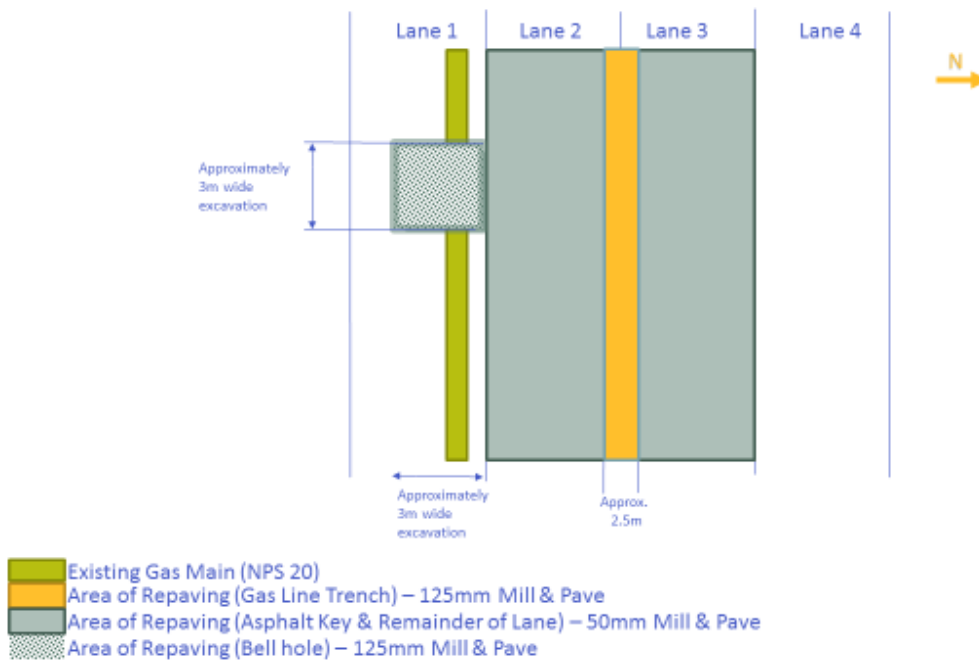 Lane 1
Lane 2
Lane 3
Lane 4
N
Approximately
3m wide
excavation
Approximately
3m wide
excavation
Approx.
2.5m
Existing Gas Main (NPS 20)
Area of Repaving (Gas Line Trench) – 125mm Mill & Pave
Area of Repaving (Asphalt Key & Remainder of Lane) – 50mm Mill & Pave
Area of Repaving (Bell hole) – 125mm Mill & Pave